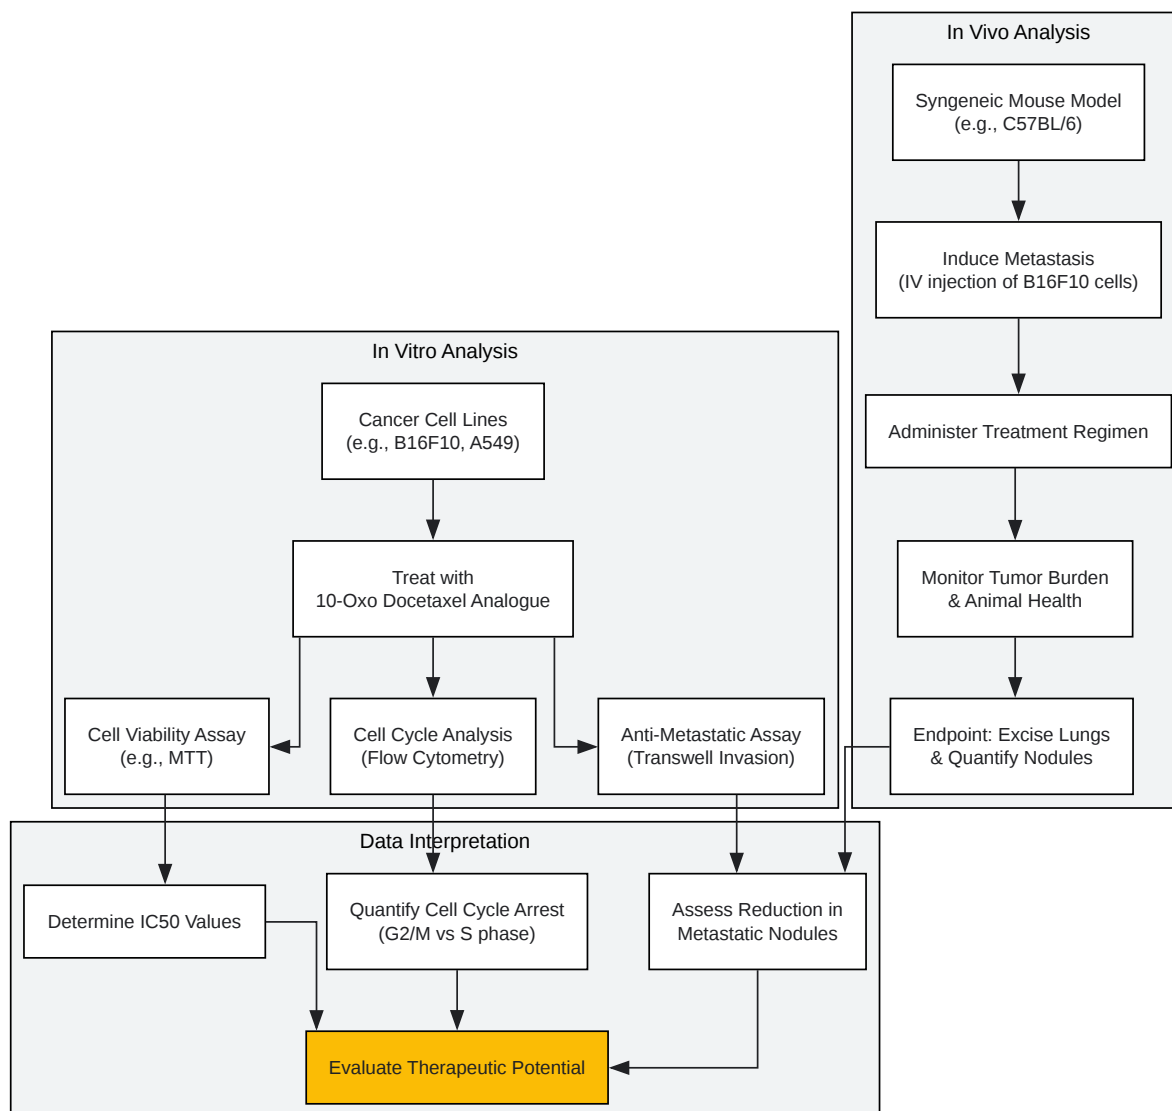 In Vivo Analysis
Syngeneic Mouse Model
(e.g., C57BL/6)
Induce Metastasis
(IV injection of B16F10 cells)
Administer Treatment Regimen
Monitor Tumor Burden
& Animal Health
Endpoint: Excise Lungs
& Quantify Nodules
In Vitro Analysis
Cancer Cell Lines
(e.g., B16F10, A549)
Treat with
10-Oxo Docetaxel Analogue
Cell Viability Assay
(e.g., MTT)
Cell Cycle Analysis
(Flow Cytometry)
Anti-Metastatic Assay
(Transwell Invasion)
Data Interpretation
Determine IC50 Values
Quantify Cell Cycle Arrest
(G2/M vs S phase)
Assess Reduction in
Metastatic Nodules
Evaluate Therapeutic Potential